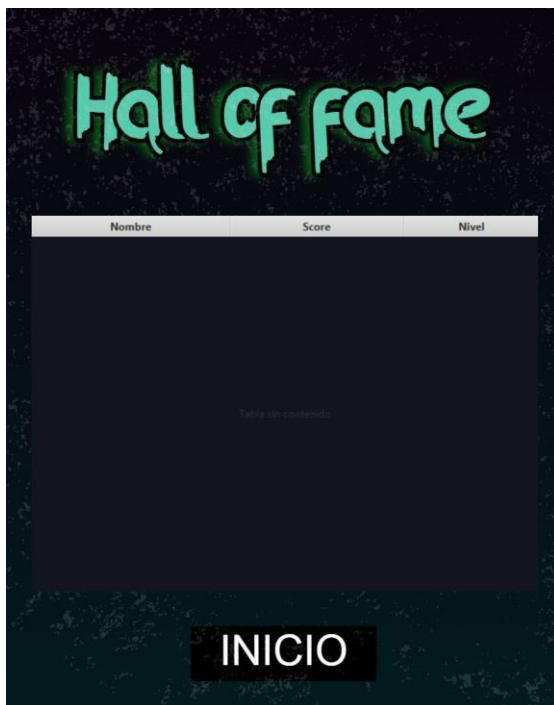 Hall of fame
Nombre Score Nivel
Tabla sin contenido
INICIO